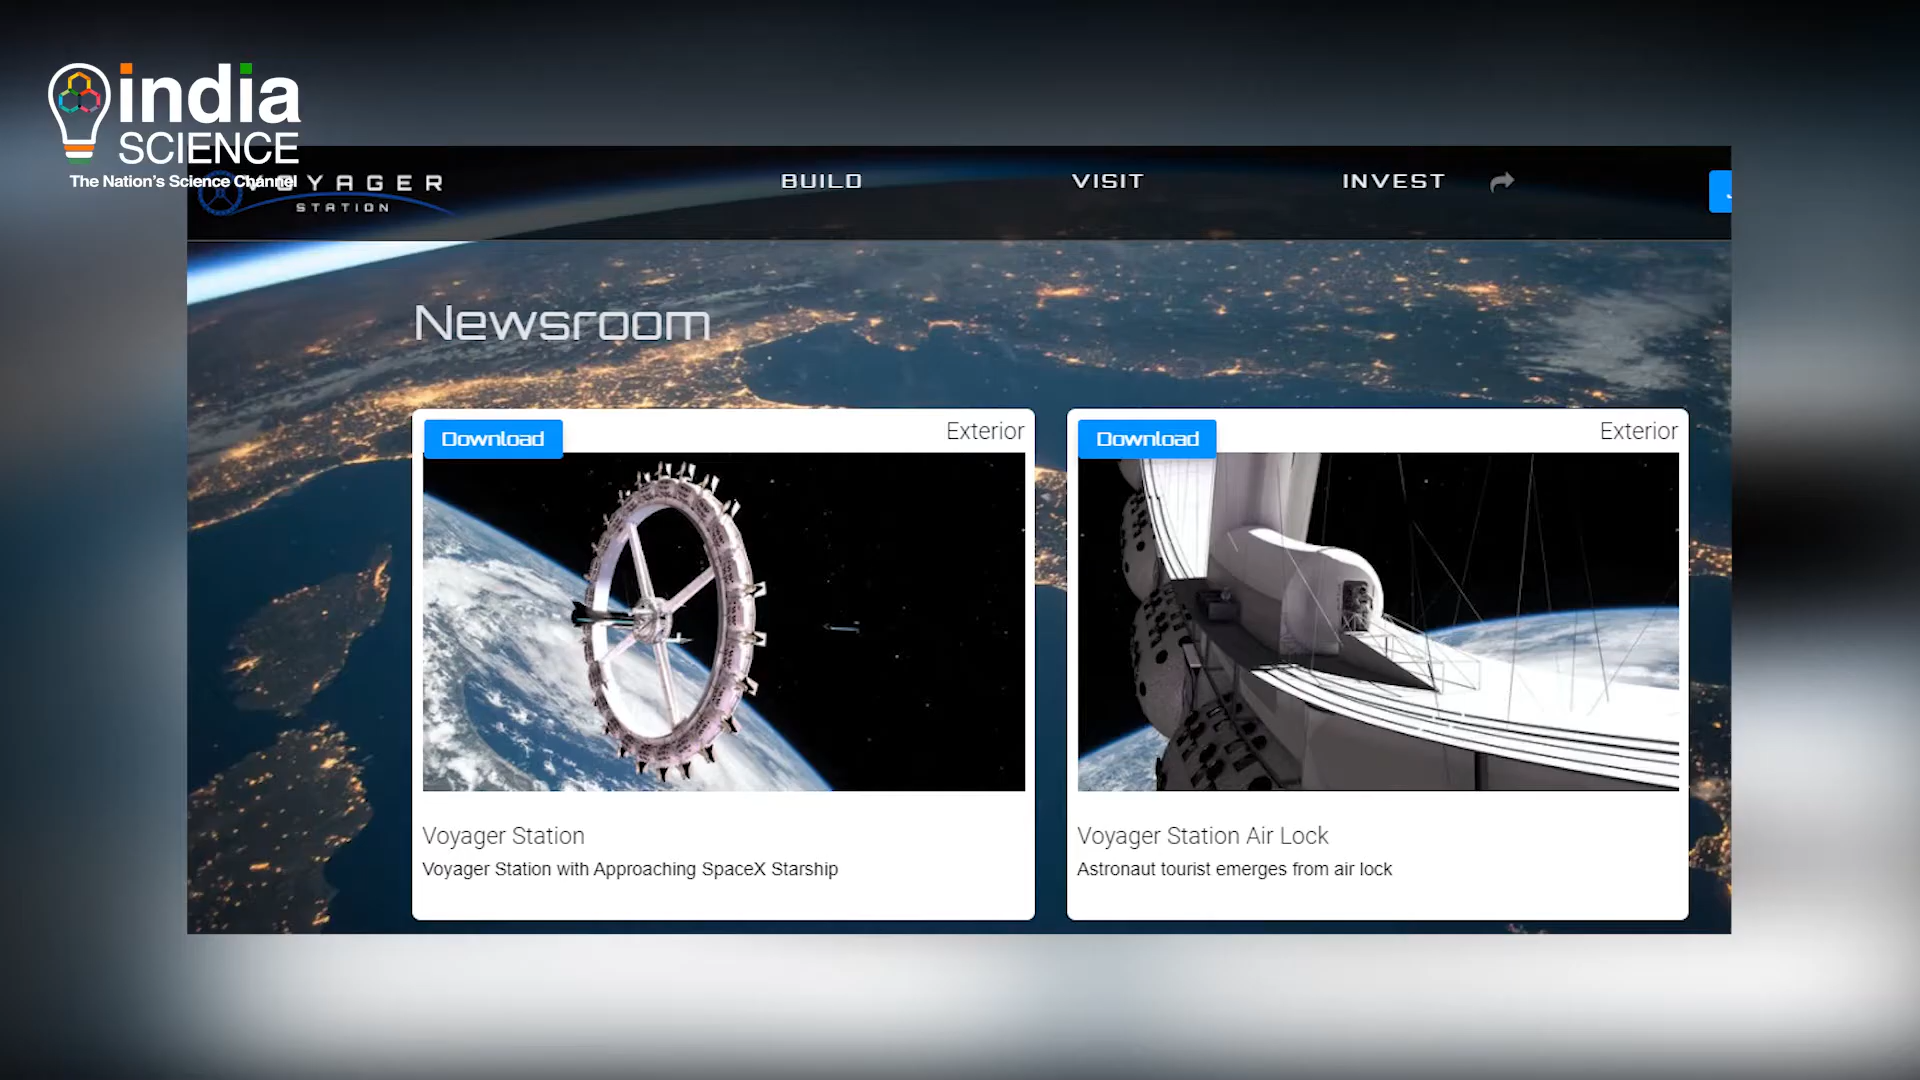 india
SCIENCE
The Nation's Science Channel
VOYAGER
STATION
BUILD
VISIT
INVEST
Newsroom
Download
Exterior
Download
Exterior
Voyager Station
Voyager Station with Approaching SpaceX Starship
Voyager Station Air Lock
Astronaut tourist emerges from air lock